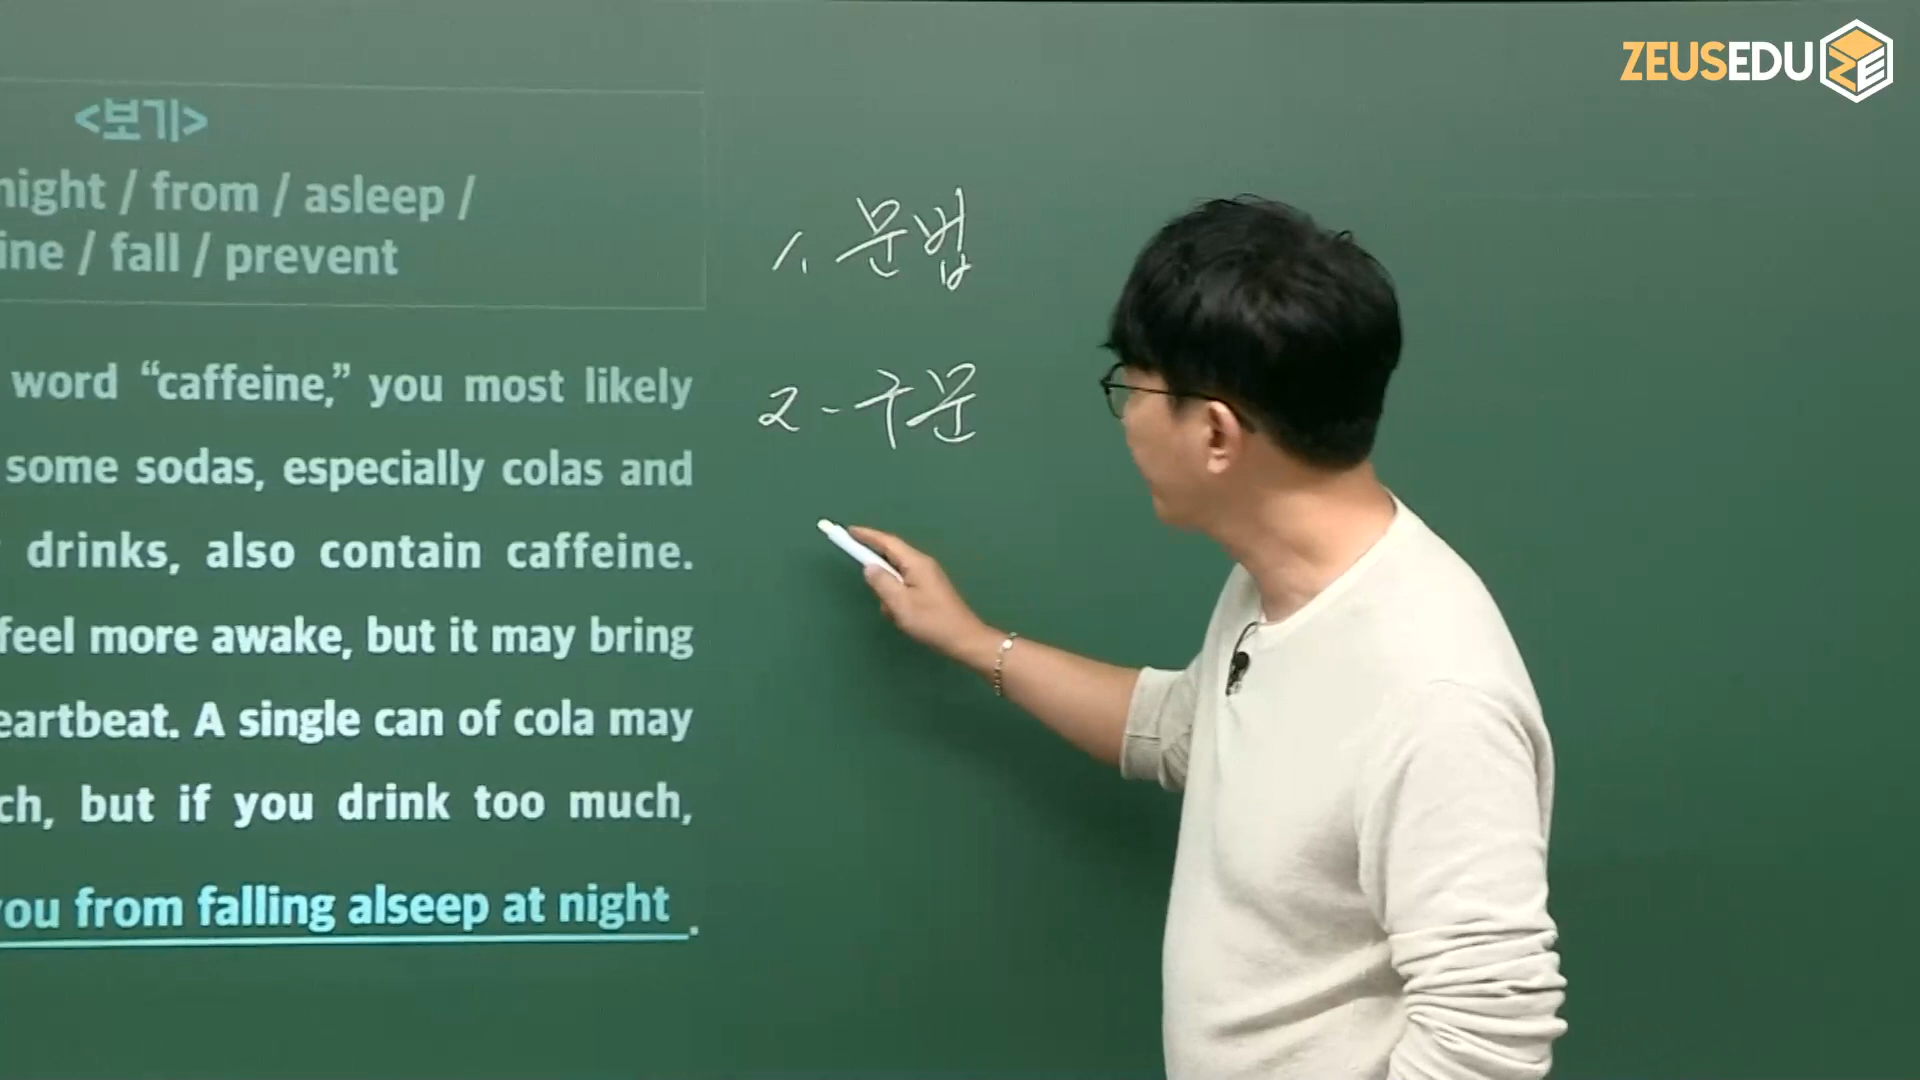 ZEUSEDU
<보기>
night / from / asleep /
ine / fall / prevent
1. 문법
word “caffeine,” you most likely
2 - 구문
some sodas, especially colas and
drinks, also contain caffeine.
feel more awake, but it may bring
eartbeat. A single can of cola may
ch, but if you drink too much,
you from falling alseep at night .